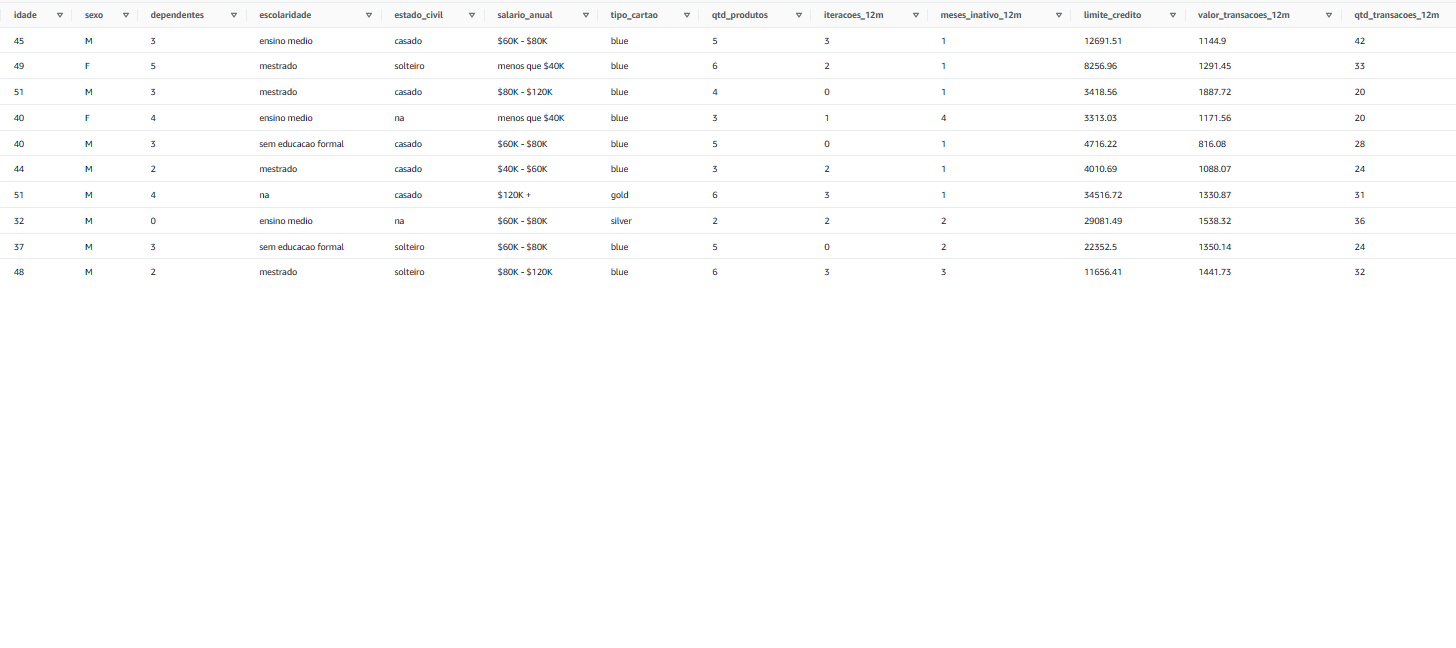 idade sexo dependentes escolaridade estado_civil salario_anual tipo_cartao qtd_produtos iteracoes_12m meses_inativo_12m limite_credito valor_transacoes_12m qtd_transacoes_12m
45 M 3 ensino medio casado $60K - $80K blue 5 3 1 12691.51 1144.9 42
49 F 5 mestrado solteiro menos que $40K blue 6 2 1 8256.96 1291.45 33
51 M 3 mestrado casado $80K - $120K blue 4 0 1 3418.56 1887.72 20
40 F 4 ensino medio na menos que $40K blue 3 1 4 3313.03 1171.56 20
40 M 3 sem educacao formal casado $60K - $80K blue 5 0 1 4716.22 816.08 28
44 M 2 mestrado casado $40K - $60K blue 3 2 1 4010.69 1088.07 24
51 M 4 na casado $120K + gold 6 3 1 34516.72 1330.87 31
32 M 0 ensino medio na $60K - $80K silver 2 2 2 29081.49 1538.32 36
37 M 3 sem educacao formal solteiro $60K - $80K blue 5 0 2 22352.5 1350.14 24
48 M 2 mestrado solteiro $80K - $120K blue 6 3 3 11656.41 1441.73 32